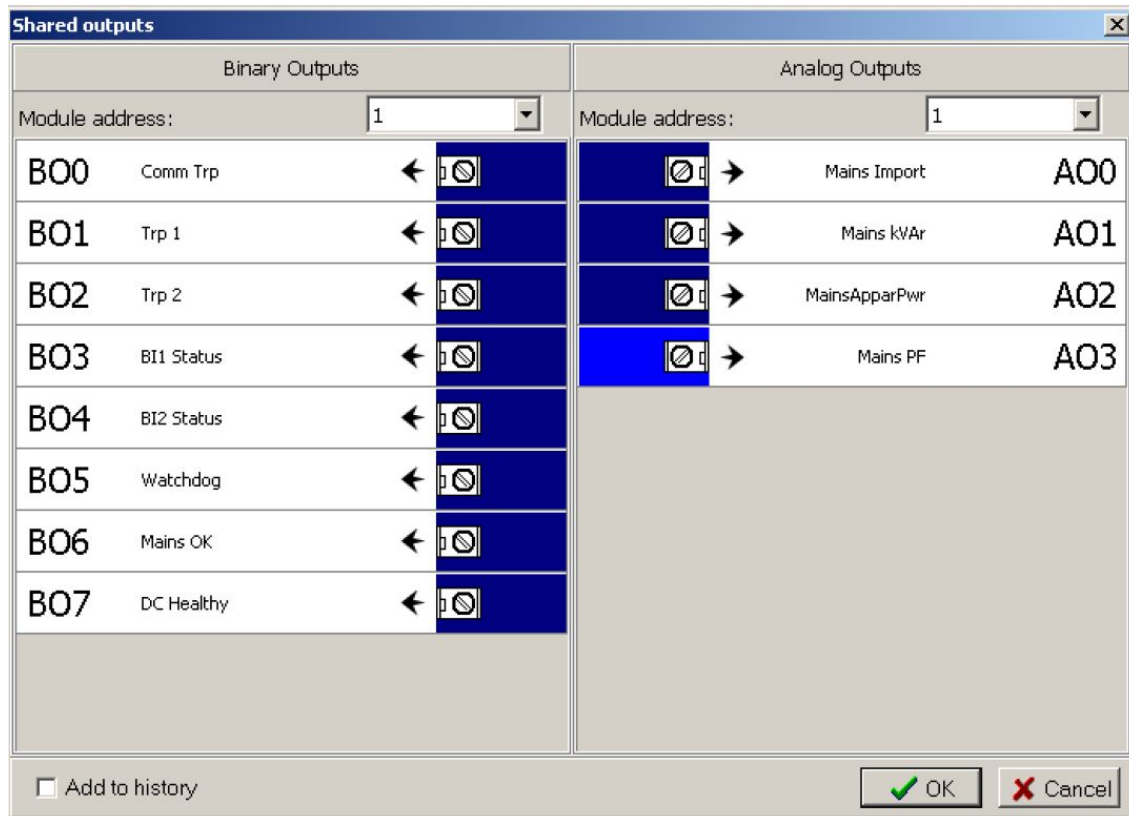 Shared outputs
Binary Outputs
Analog Outputs
Module address: 1
Module address: 1
BO0 Comm Trp
BO1 Trp 1
BO2 Trp 2
BO3 BI1 Status
BO4 BI2 Status
BO5 Watchdog
BO6 Mains OK
BO7 DC Healthy
Mains Import AO0
Mains kVAr AO1
MainsApparPwr AO2
Mains PF AO3
Add to history
OK
Cancel